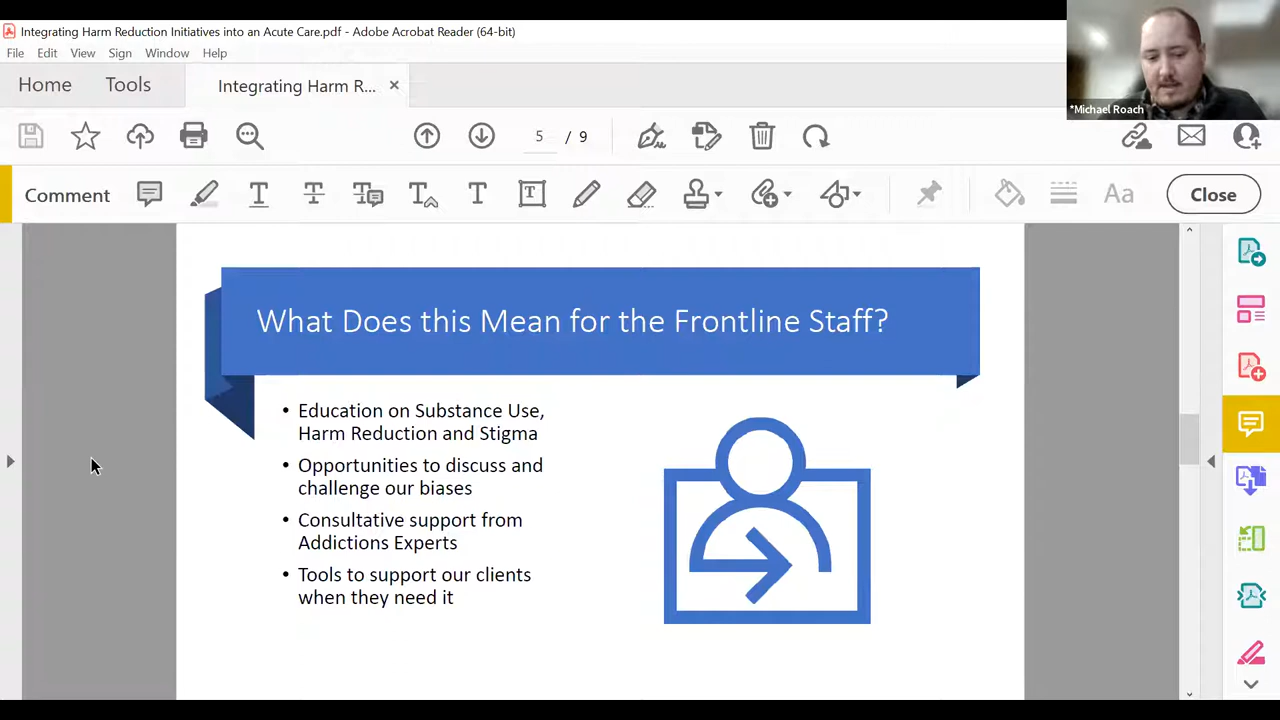 Integrating Harm Reduction Initiatives into an Acute Care.pdf - Adobe Acrobat Reader (64-bit)
File Edit View Sign Window Help
Home Tools Integrating Harm R... ×
5 / 9
Comment
Aa
Close
*Michael Roach
What Does this Mean for the Frontline Staff?
• Education on Substance Use,
Harm Reduction and Stigma
• Opportunities to discuss and
challenge our biases
• Consultative support from
Addictions Experts
• Tools to support our clients
when they need it